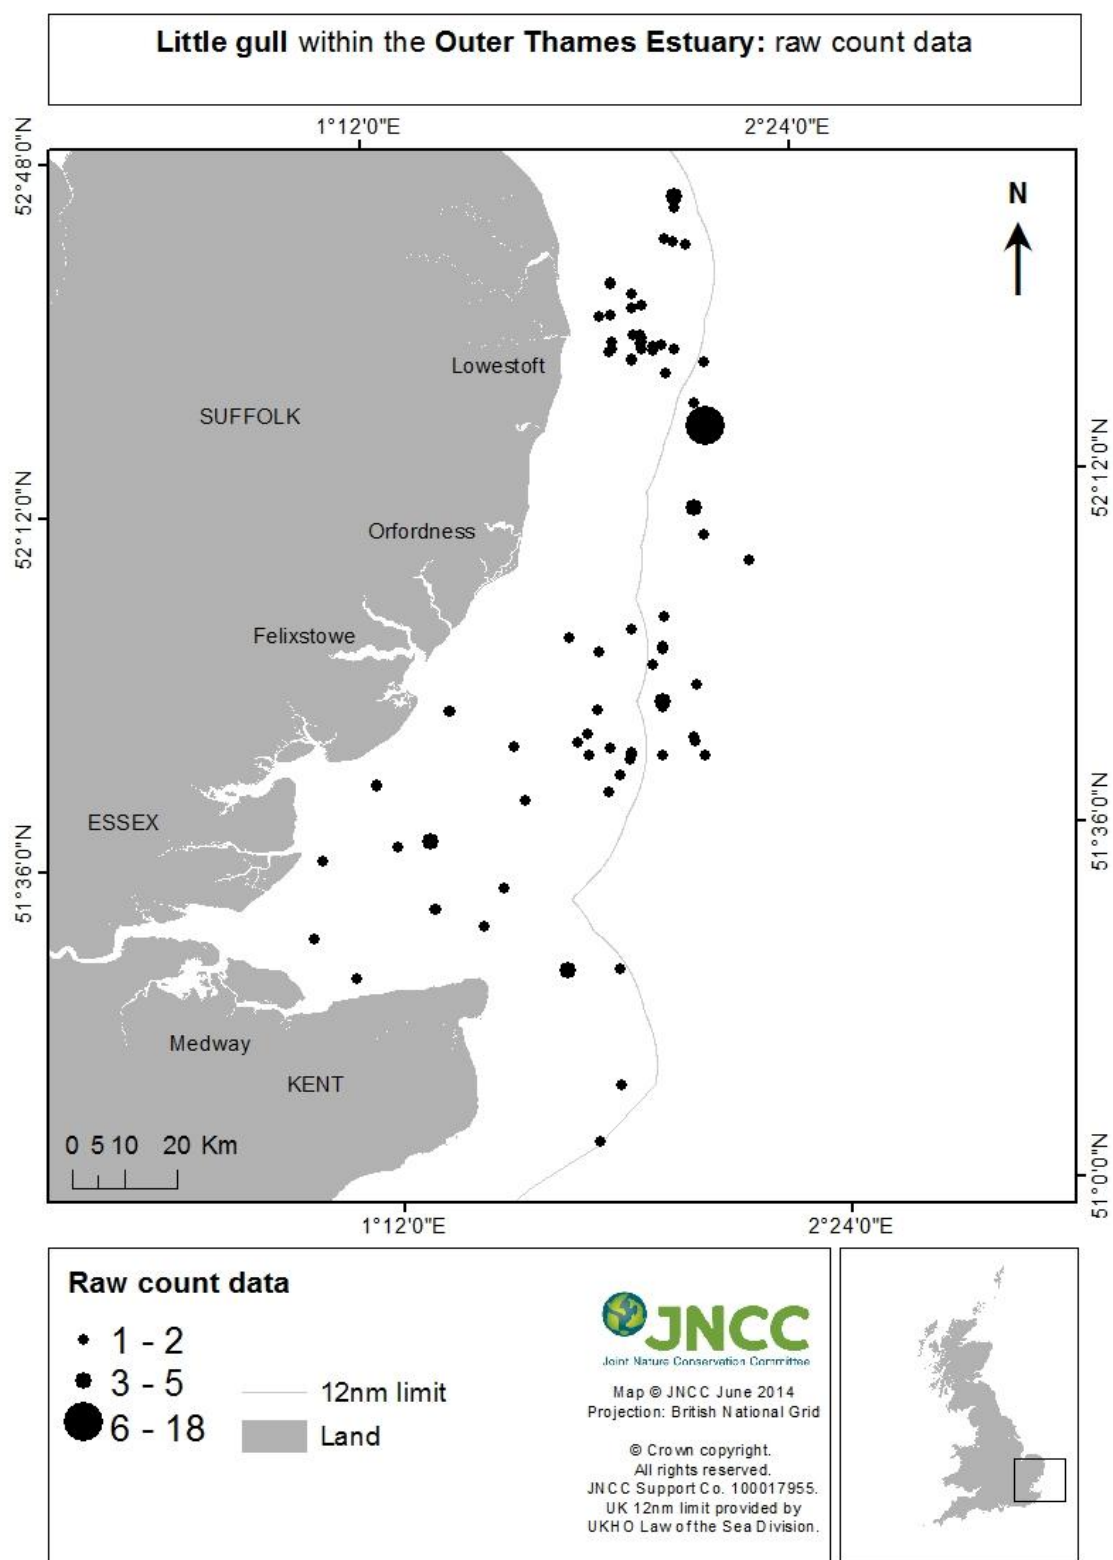 Little gull within the Outer Thames Estuary: raw count data
1°12'0"E
2°24'0"E
52°48'0"N
N
Lowestoft
SUFFOLK
52°12'0"N
52°12'0"N
Orfordness
Felixstowe
ESSEX
51°36'0"N
51°36'0"N
Medway
KENT
0 5 10 20 Km
51°0'0"N
1°12'0"E
2°24'0"E
Raw count data
1 - 2
3 - 5
6 - 18
12nm limit
Land
JNCC
Joint Nature Conservation Committee
Map © JNCC June 2014
Projection: British National Grid
© Crown copyright.
All rights reserved.
JNCC Support Co. 100017955.
UK 12nm limit provided by
UKHO Law of the Sea Division.